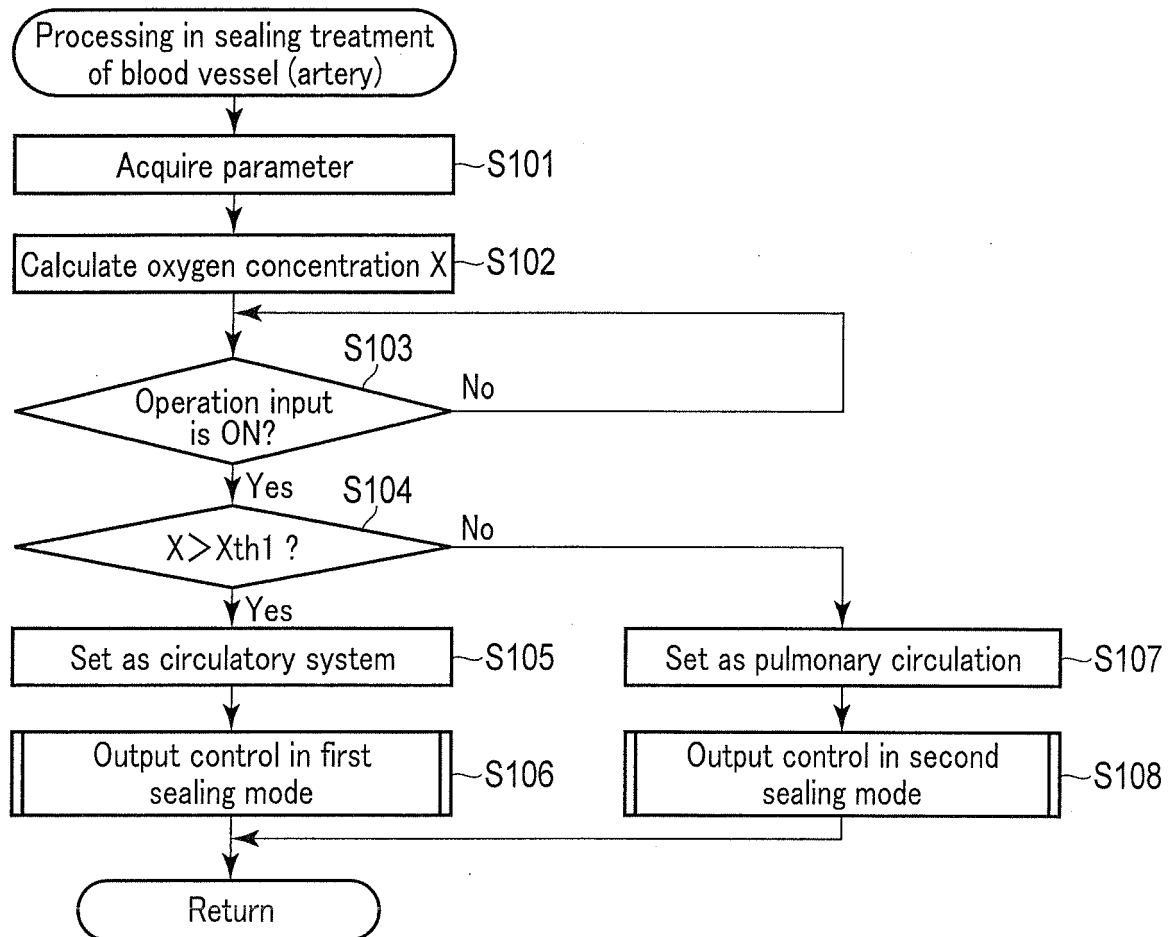 Processing in sealing treatment
of blood vessel (artery)
Acquire parameter
S101
Calculate oxygen concentration X
S102
S103
Operation input
is ON?
No
Yes
S104
X>Xth1 ?
No
Yes
Set as circulatory system
S105
Set as pulmonary circulation
S107
Output control in first
sealing mode
S106
Output control in second
sealing mode
S108
Return